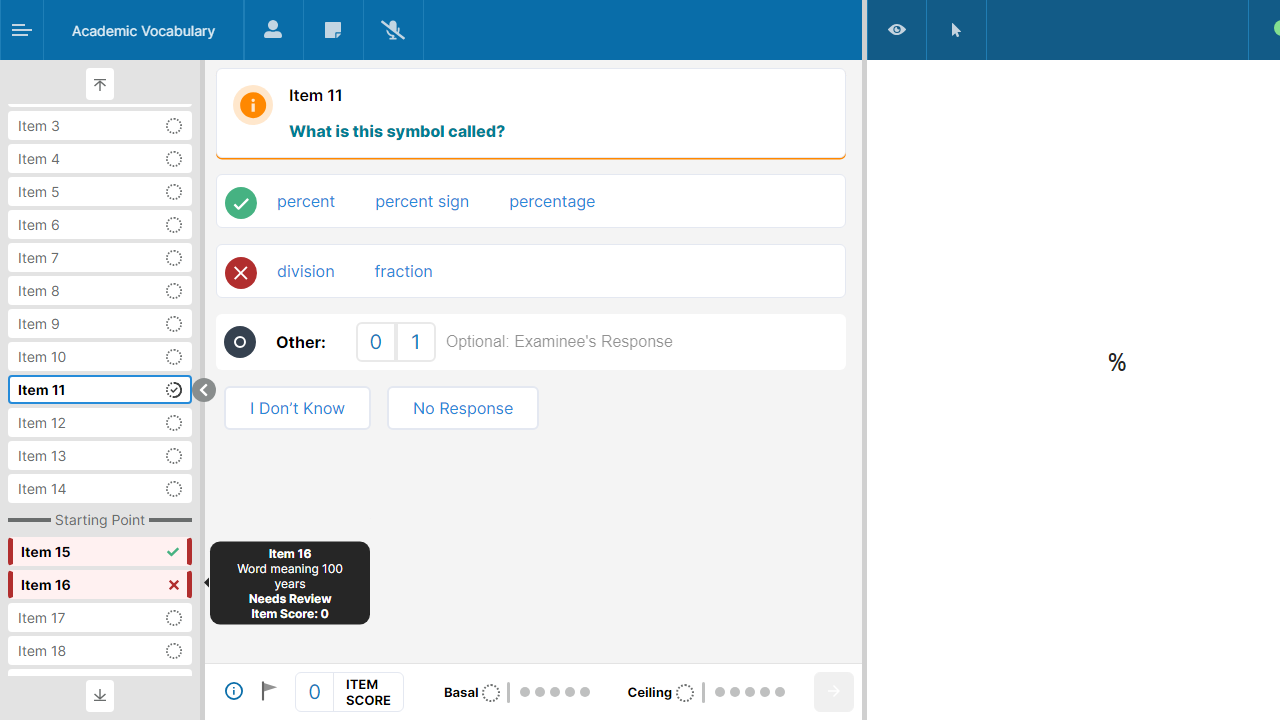 Academic Vocabulary
Item 3
Item 4
Item 5
Item 6
Item 7
Item 8
Item 9
Item 10
Item 11
Item 12
Item 13
Item 14
Starting Point
Item 15
Item 16
Item 17
Item 18
Item 11
What is this symbol called?
percent percent sign percentage
division fraction
Other: 0 1 Optional: Examinee's Response
I Don't Know No Response
Item 16
Word meaning 100
years
Needs Review
Item Score: 0
0 ITEM
SCORE
Basal Ceiling
%